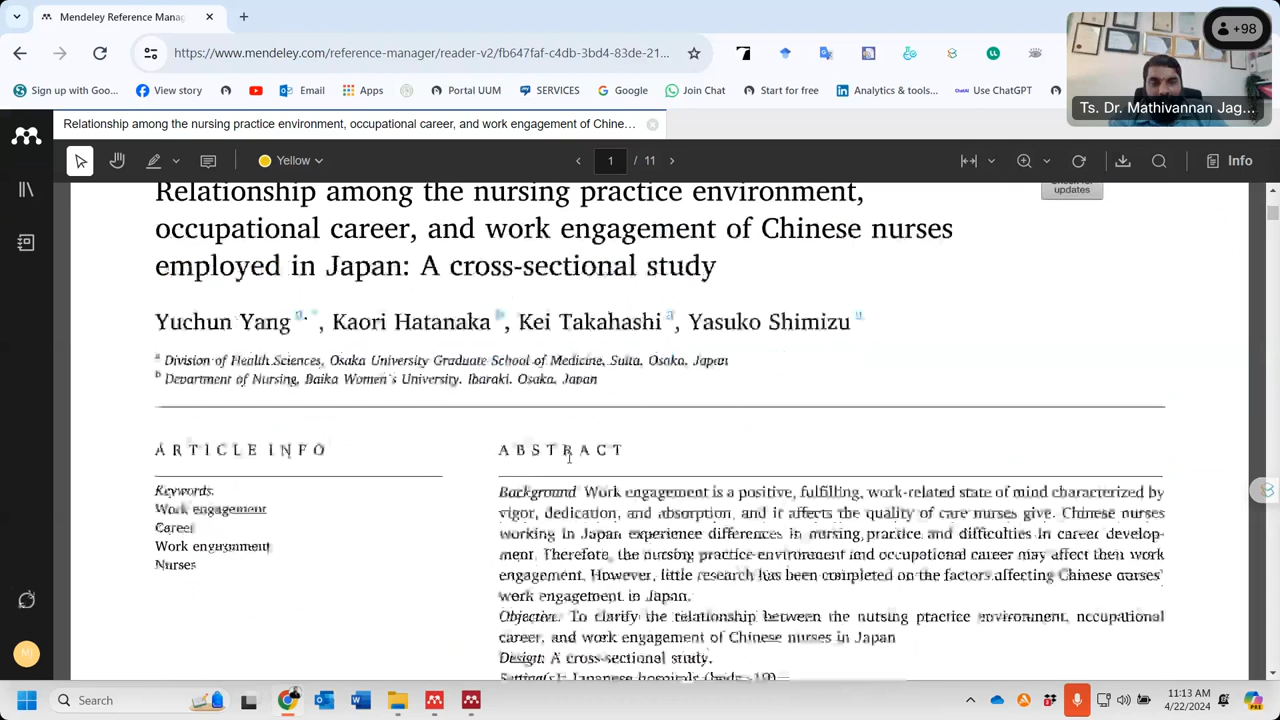 Mendeley Reference Mana
+98
https://www.mendeley.com/reference-manager/reader-v2/fb647faf-c4db-3bd4-83de-21...
Sign up with Goo...
View story
Email
Apps
Portal UUM
SERVICES
Google
Join Chat
Start for free
Analytics & tools...
Use ChatGPT
Ts. Dr. Mathivannan Jag...
Relationship among the nursing practice environment, occupational career, and work engagement of Chine...
Yellow
1 / 11
Info
Relationship among the nursing practice environment,
occupational career, and work engagement of Chinese nurses
employed in Japan: A cross-sectional study
updates
Yuchun Yang a,*, Kaori Hatanaka b, Kei Takahashi a, Yasuko Shimizu a
a Division of Health Sciences, Osaka University Graduate School of Medicine, Suita, Osaka, Japan
b Department of Nursing, Baika Women's University, Ibaraki, Osaka, Japan
ARTICLE INFO
ABSTRACT
Keywords:
Work engagement
Career
Work environment
Nurses
Background: Work engagement is a positive, fulfilling, work-related state of mind characterized by
vigor, dedication, and absorption, and it affects the quality of care nurses give. Chinese nurses
working in Japan experience differences in nursing practice and difficulties in career develop-
ment. Therefore, the nursing practice environment and occupational career may affect their work
engagement. However, little research has been completed on the factors affecting Chinese nurses'
work engagement in Japan.
Objective: To clarify the relationship between the nursing practice environment, occupational
career, and work engagement of Chinese nurses in Japan
Design: A cross-sectional study.
Setting(s): Japanese hospitals
Search
11:13 AM
4/22/2024
MJ
PRE